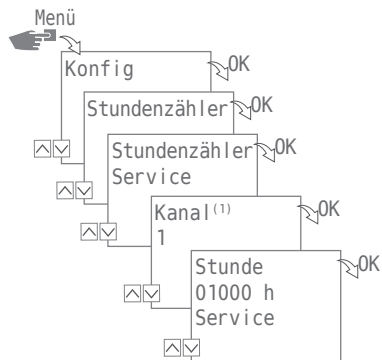 Menü
Konfig
OK
Stundenzähler
OK
Stundenzähler
Service
OK
Kanal(1)
1
OK
Stunde
01000 h
Service
OK